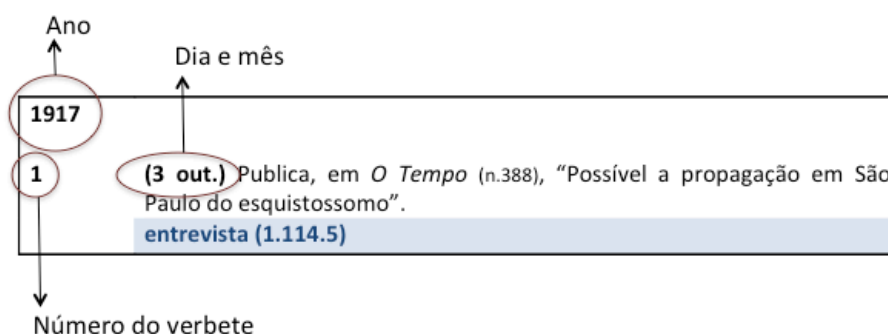 Ano
Dia e mês
1917
1 (3 out.) Publica, em O Tempo (n.388), “Possível a propagação em São
Paulo do esquistossomo”.
entrevista (1.114.5)
Número do verbete